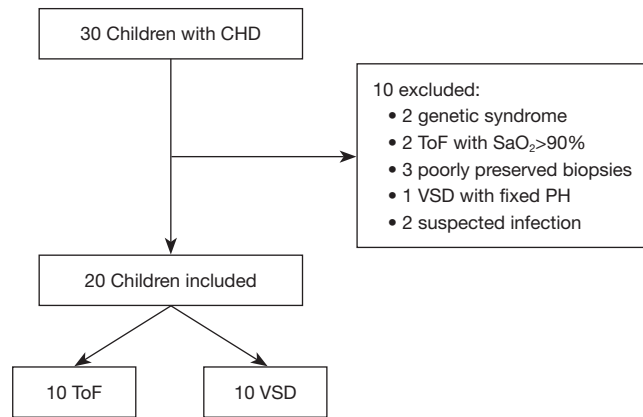 30 Children with CHD
10 excluded:
• 2 genetic syndrome
• 2 ToF with SaO₂>90%
• 3 poorly preserved biopsies
• 1 VSD with fixed PH
• 2 suspected infection
20 Children included
10 ToF
10 VSD